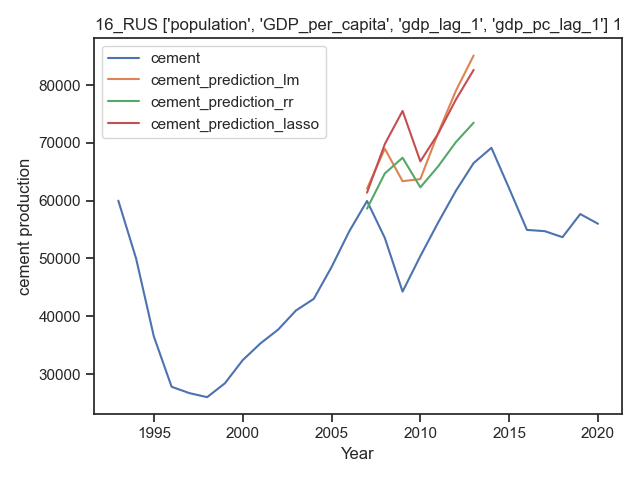 16_RUS ['population', 'GDP_per_capita', 'gdp_lag_1', 'gdp_pc_lag_1'] 1
cement
cement_prediction_lm
cement_prediction_rr
cement_prediction_lasso
80000
70000
60000
50000
40000
30000
cement production
1995
2000
2005
2010
2015
2020
Year